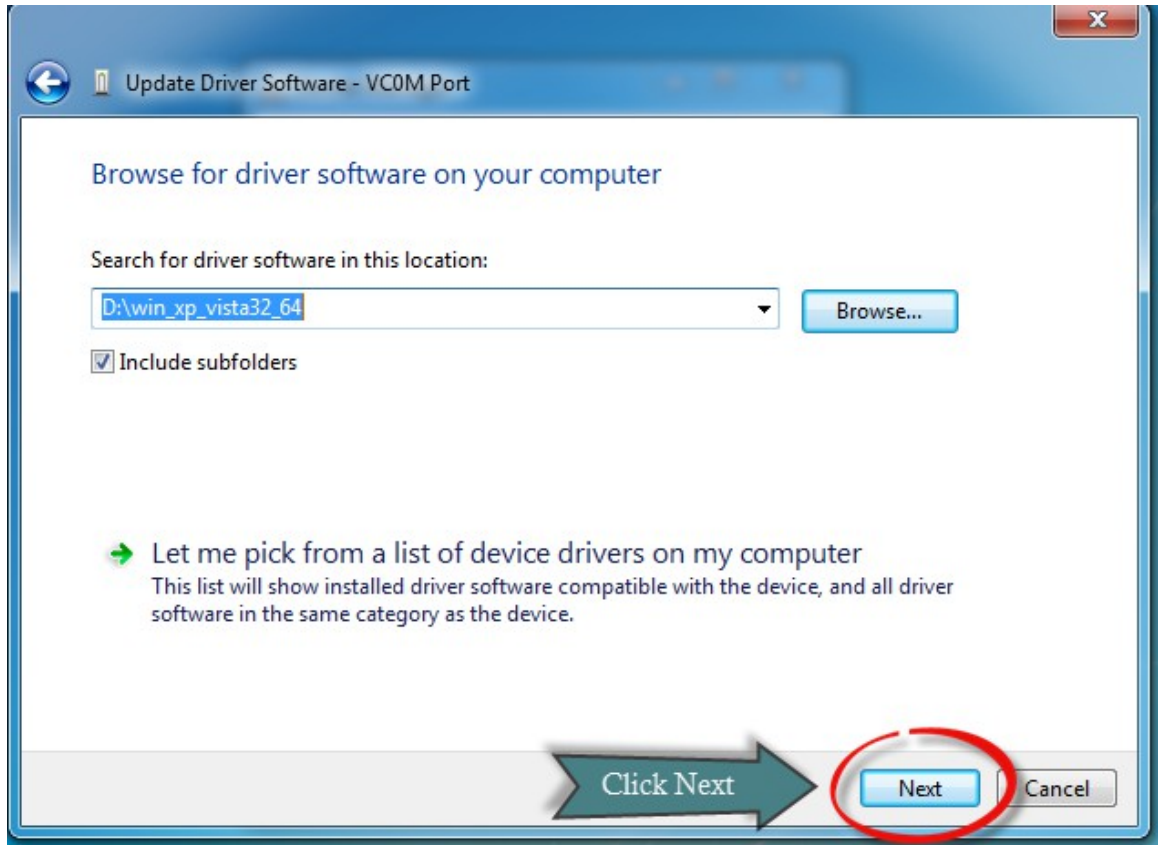 x
Update Driver Software - VC0M Port
Browse for driver software on your computer
Search for driver software in this location:
D:\win_xp_vista32_64
Browse...
Include subfolders
Let me pick from a list of device drivers on my computer
This list will show installed driver software compatible with the device, and all driver
software in the same category as the device.
Click Next
Next
Cancel